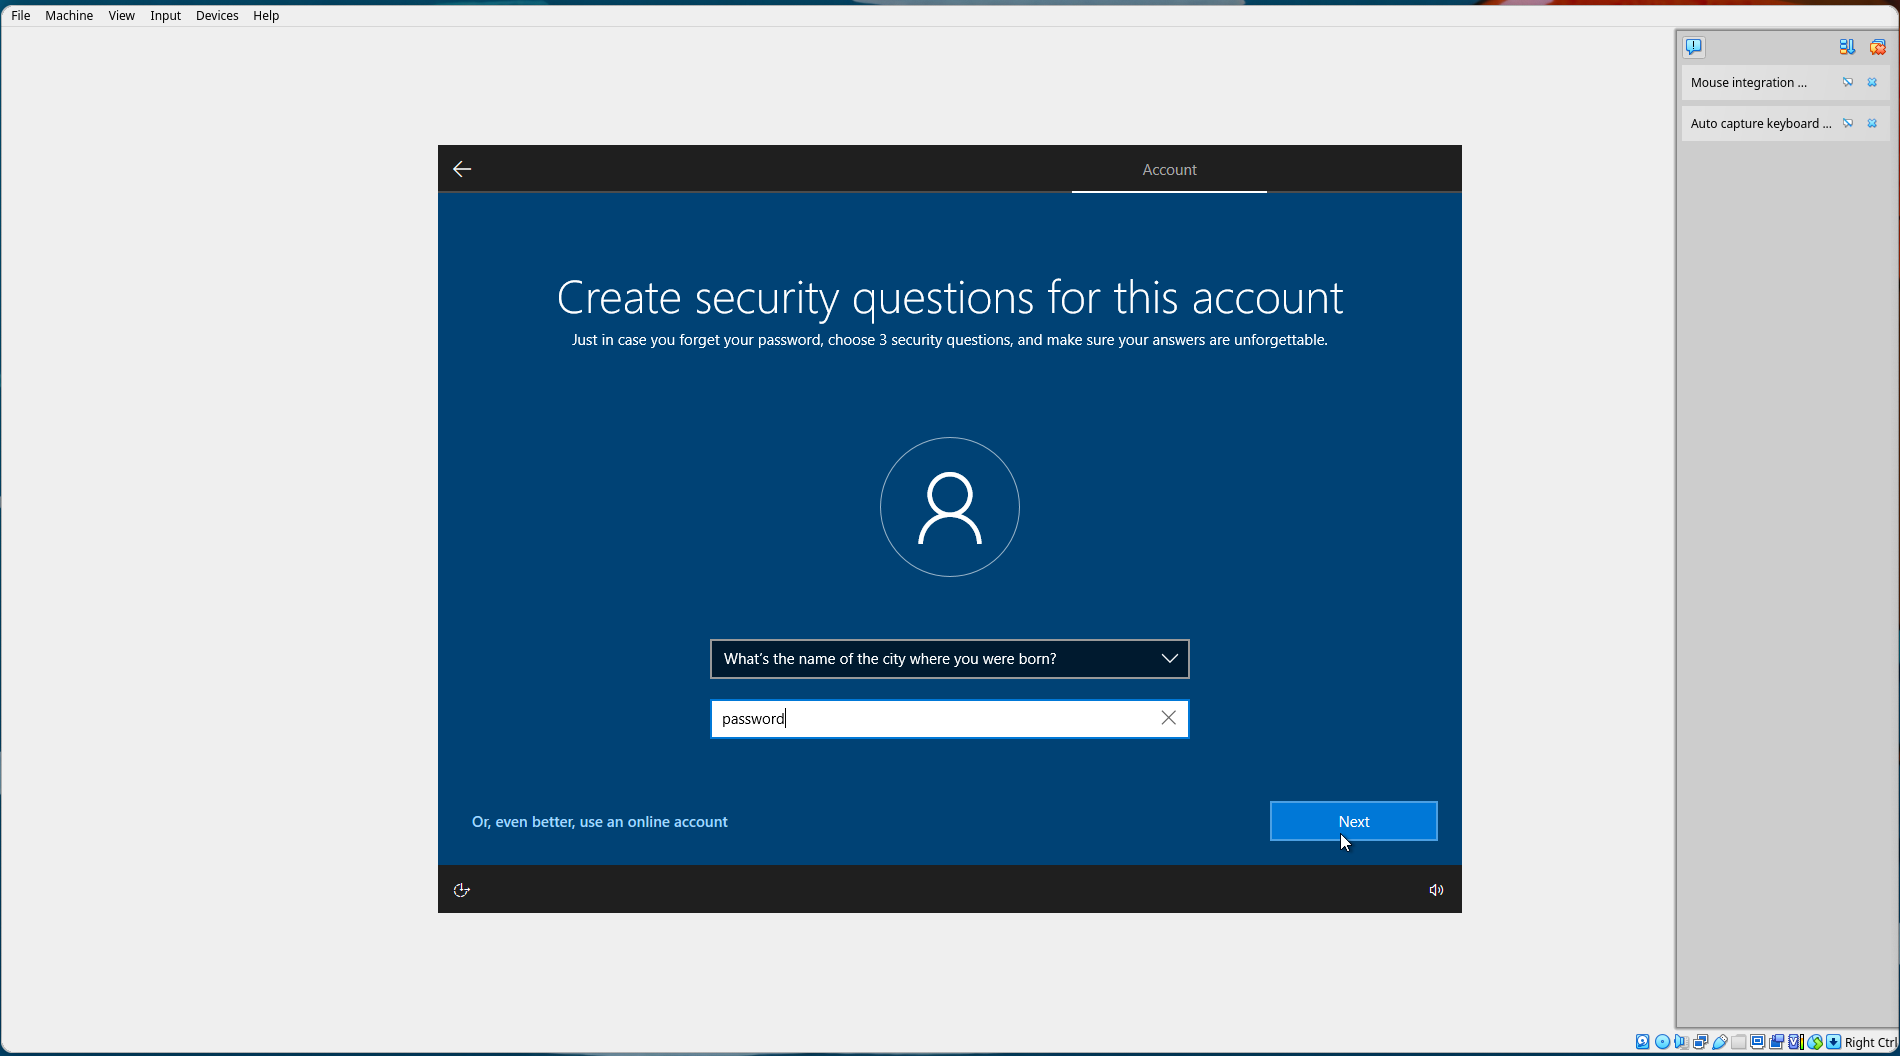 File Machine View Input Devices Help
Mouse integration ...
Auto capture keyboard ...
Account
Create security questions for this account
Just in case you forget your password, choose 3 security questions, and make sure your answers are unforgettable.
What's the name of the city where you were born?
password
Or, even better, use an online account
Next
Right Ctrl